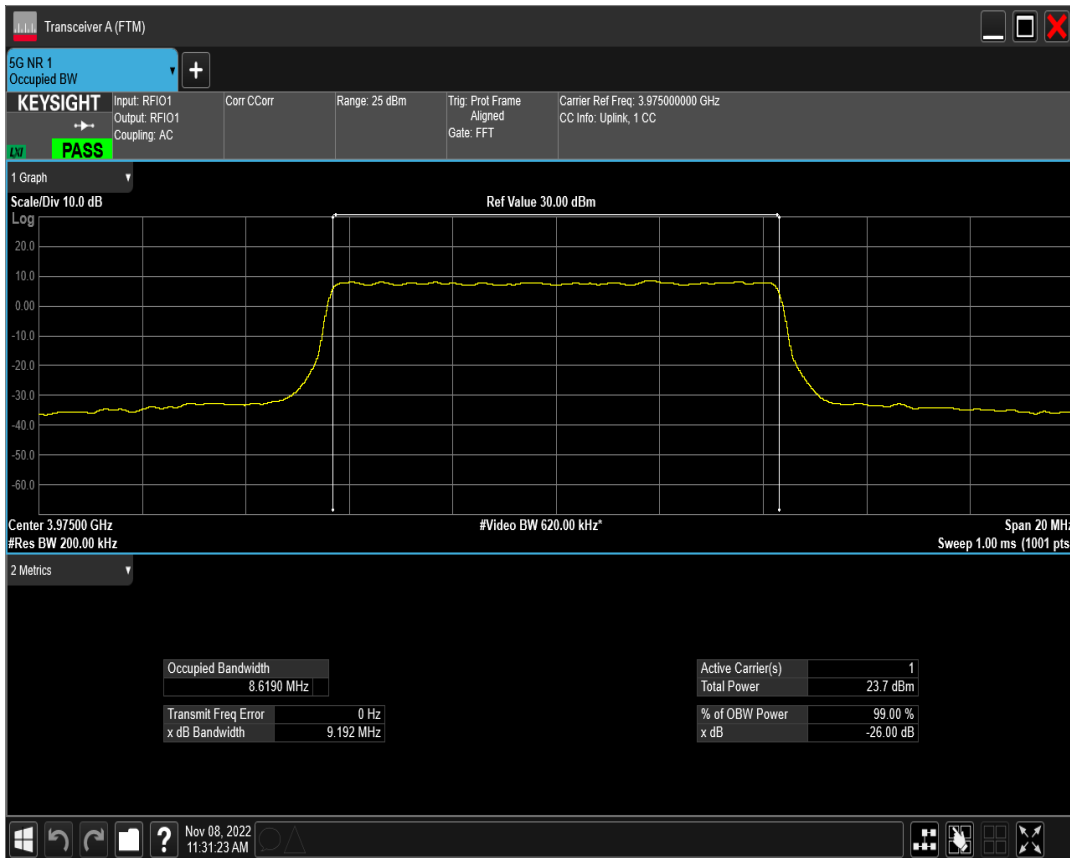 Transceiver A (FTM)
5G NR 1
Occupied BW
+
KEYSIGHT
LXI
PASS
Input: RFIO1
Output: RFIO1
Coupling: AC
Corr CCorr
Range: 25 dBm
Trig: Prot Frame
Aligned
Gate: FFT
Carrier Ref Freq: 3.975000000 GHz
CC Info: Uplink, 1 CC
1 Graph
Scale/Div 10.0 dB
Ref Value 30.00 dBm
Log
20.0
10.0
0.00
-10.0
-20.0
-30.0
-40.0
-50.0
-60.0
Center 3.97500 GHz
#Video BW 620.00 kHz*
Span 20 MHz
#Res BW 200.00 kHz
Sweep 1.00 ms (1001 pts
2 Metrics
Occupied Bandwidth
8.6190 MHz
Transmit Freq Error 0 Hz
x dB Bandwidth 9.192 MHz
Active Carrier(s) 1
Total Power 23.7 dBm
% of OBW Power 99.00 %
x dB -26.00 dB
?
Nov 08, 2022
11:31:23 AM